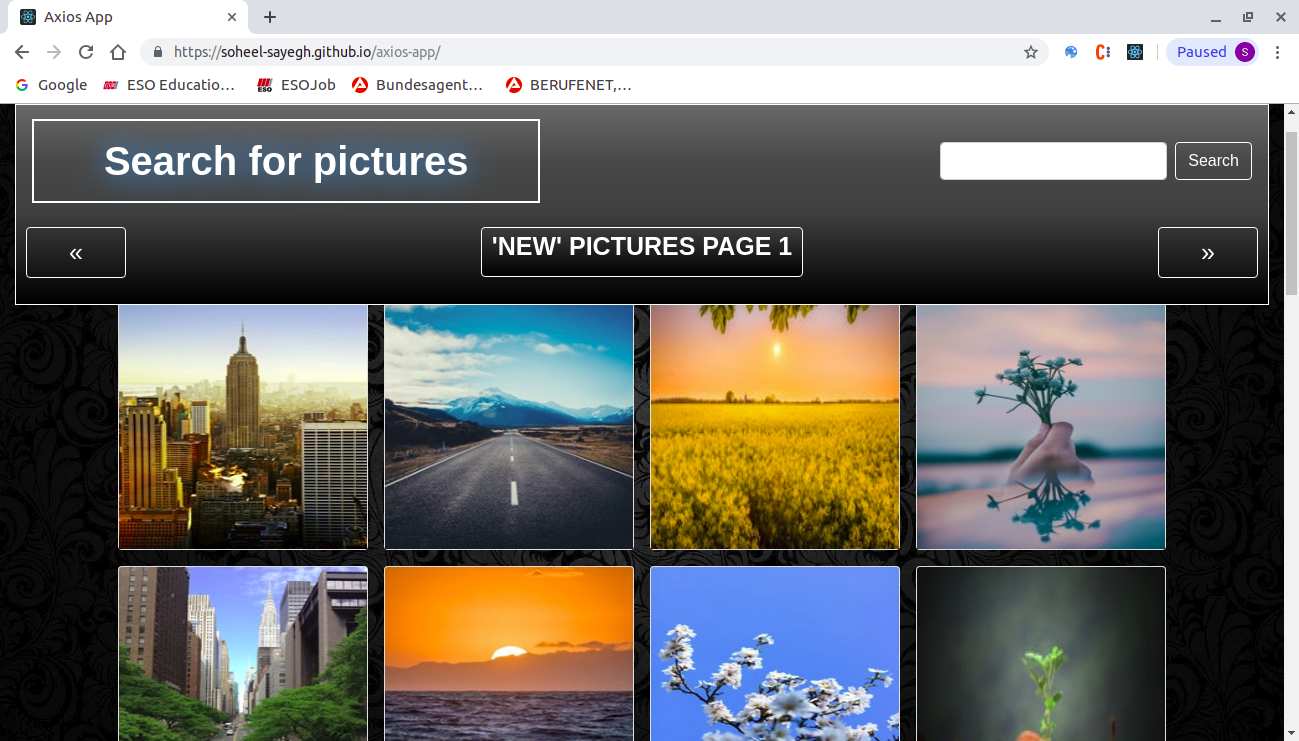 Axios App
https://soheel-sayegh.github.io/axios-app/
Paused
S
Google
ESO Educatio…
ESO
ESOJob
Bundesagent…
BERUFENET,…
Search for pictures
Search
«
'NEW' PICTURES PAGE 1
»